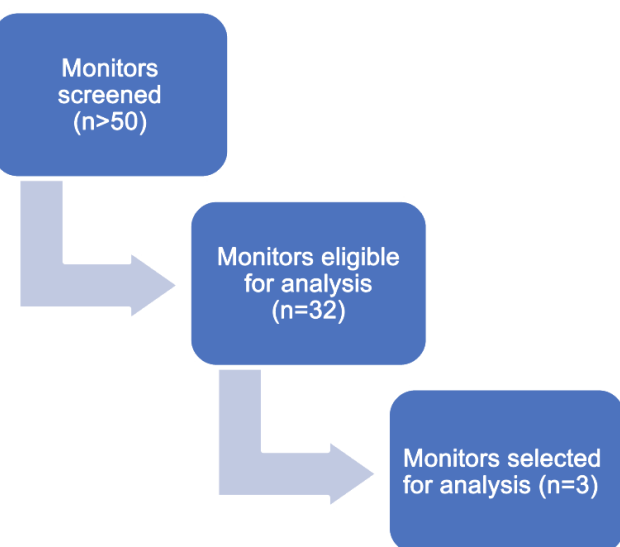 Monitors
screened
(n>50)
Monitors eligible
for analysis
(n=32)
Monitors selected
for analysis (n=3)